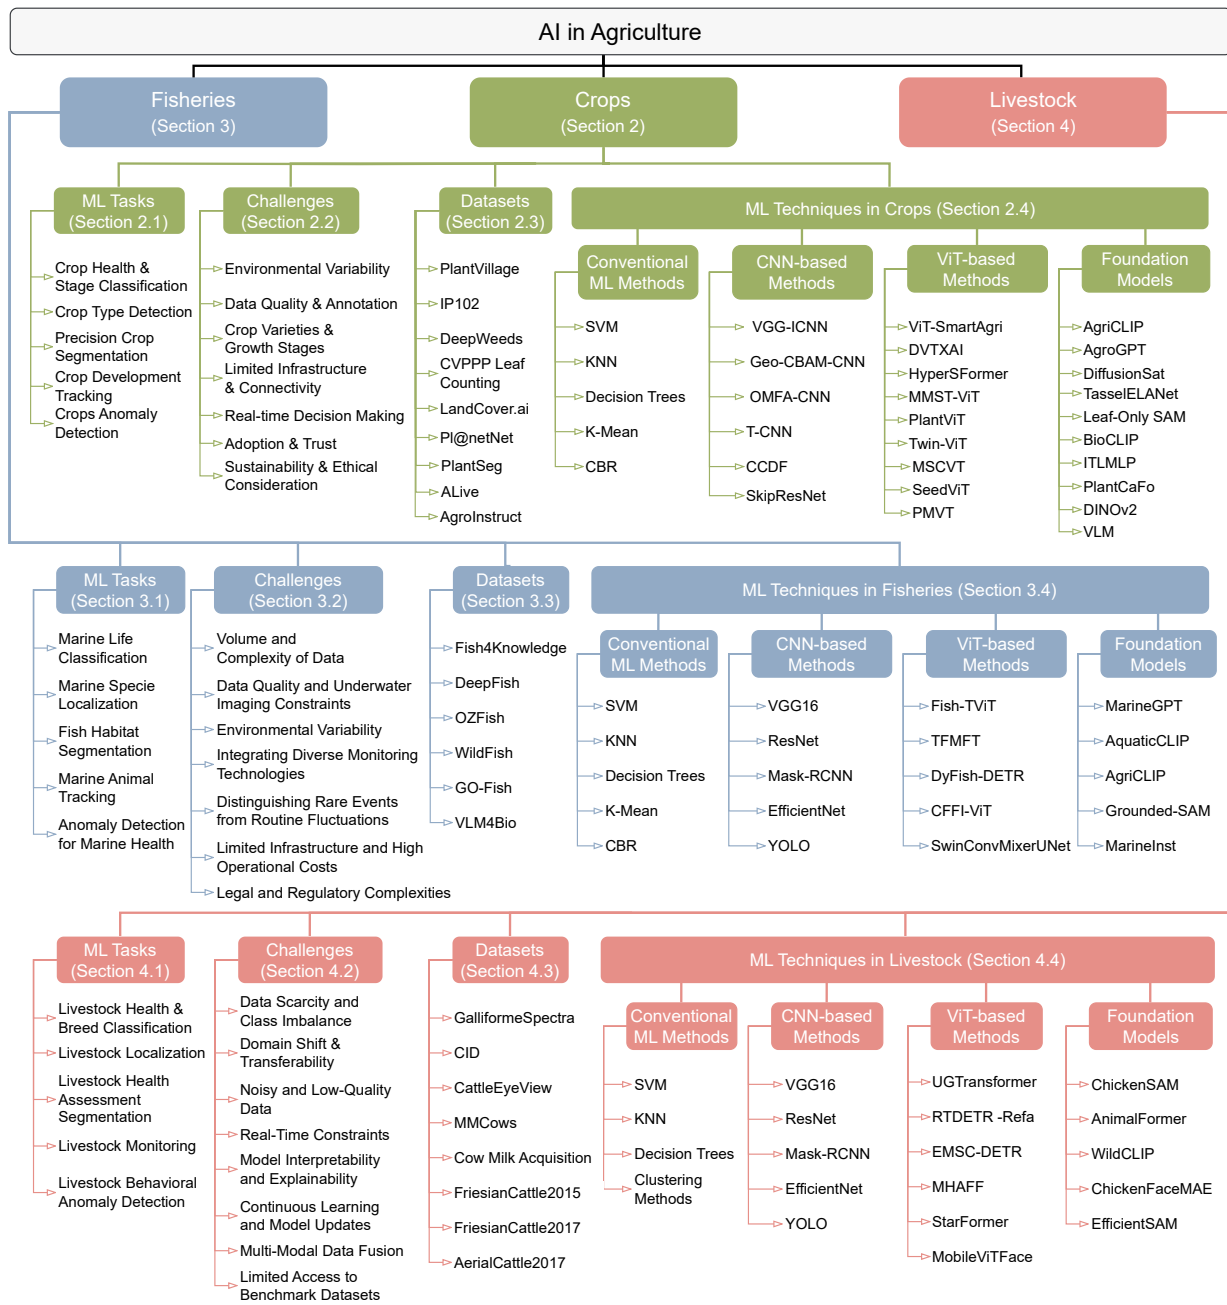 AI in Agriculture
Fisheries
(Section 3)
Crops
(Section 2)
Livestock
(Section 4)
ML Tasks
(Section 2.1)
Crop Health &
Stage Classification
Crop Type Detection
Precision Crop
Segmentation
Crop Development
Tracking
Crops Anomaly
Detection
Challenges
(Section 2.2)
Environmental Variability
Data Quality & Annotation
Crop Varieties &
Growth Stages
Limited Infrastructure
& Connectivity
Real-time Decision Making
Adoption & Trust
Sustainability & Ethical
Consideration
Datasets
(Section 2.3)
PlantVillage
IP102
DeepWeeds
CVPPP Leaf
Counting
LandCover.ai
Pl@netNet
PlantSeg
ALive
AgroInstruct
ML Techniques in Crops (Section 2.4)
Conventional
ML Methods
SVM
KNN
Decision Trees
K-Mean
CBR
CNN-based
Methods
VGG-ICNN
Geo-CBAM-CNN
OMFA-CNN
T-CNN
CCDF
SkipResNet
ViT-based
Methods
ViT-SmartAgri
DVTXAI
HyperSFormer
MMST-ViT
PlantViT
Twin-ViT
MSCVT
SeedViT
PMVT
Foundation
Models
AgriCLIP
AgroGPT
DiffusionSat
TasselELANet
Leaf-Only SAM
BioCLIP
ITLMLP
PlantCaFo
DINOv2
VLM
ML Tasks
(Section 3.1)
Marine Life
Classification
Marine Specie
Localization
Fish Habitat
Segmentation
Marine Animal
Tracking
Anomaly Detection
for Marine Health
Challenges
(Section 3.2)
Volume and
Complexity of Data
Data Quality and Underwater
Imaging Constraints
Environmental Variability
Integrating Diverse Monitoring
Technologies
Distinguishing Rare Events
from Routine Fluctuations
Limited Infrastructure and High
Operational Costs
Legal and Regulatory Complexities
Datasets
(Section 3.3)
Fish4Knowledge
DeepFish
OZFish
WildFish
GO-Fish
VLM4Bio
ML Techniques in Fisheries (Section 3.4)
Conventional
ML Methods
SVM
KNN
Decision Trees
K-Mean
CBR
CNN-based
Methods
VGG16
ResNet
Mask-RCNN
EfficientNet
YOLO
ViT-based
Methods
Fish-TViT
TFMFT
DyFish-DETR
CFFI-ViT
SwinConvMixerUNet
Foundation
Models
MarineGPT
AquaticCLIP
AgriCLIP
Grounded-SAM
MarineInst
ML Tasks
(Section 4.1)
Livestock Health &
Breed Classification
Livestock Localization
Livestock Health
Assessment
Segmentation
Livestock Monitoring
Livestock Behavioral
Anomaly Detection
Challenges
(Section 4.2)
Data Scarcity and
Class Imbalance
Domain Shift &
Transferability
Noisy and Low-Quality
Data
Real-Time Constraints
Model Interpretability
and Explainability
Continuous Learning
and Model Updates
Multi-Modal Data Fusion
Limited Access to
Benchmark Datasets
Datasets
(Section 4.3)
GalliformeSpectra
CID
CattleEyeView
MMCows
Cow Milk Acquisition
FriesianCattle2015
FriesianCattle2017
AerialCattle2017
ML Techniques in Livestock (Section 4.4)
Conventional
ML Methods
SVM
KNN
Decision Trees
Clustering
Methods
CNN-based
Methods
VGG16
ResNet
Mask-RCNN
EfficientNet
YOLO
ViT-based
Methods
UGTransformer
RTDETR -Refa
EMSC-DETR
MHAFF
StarFormer
MobileViTFace
Foundation
Models
ChickenSAM
AnimalFormer
WildCLIP
ChickenFaceMAE
EfficientSAM